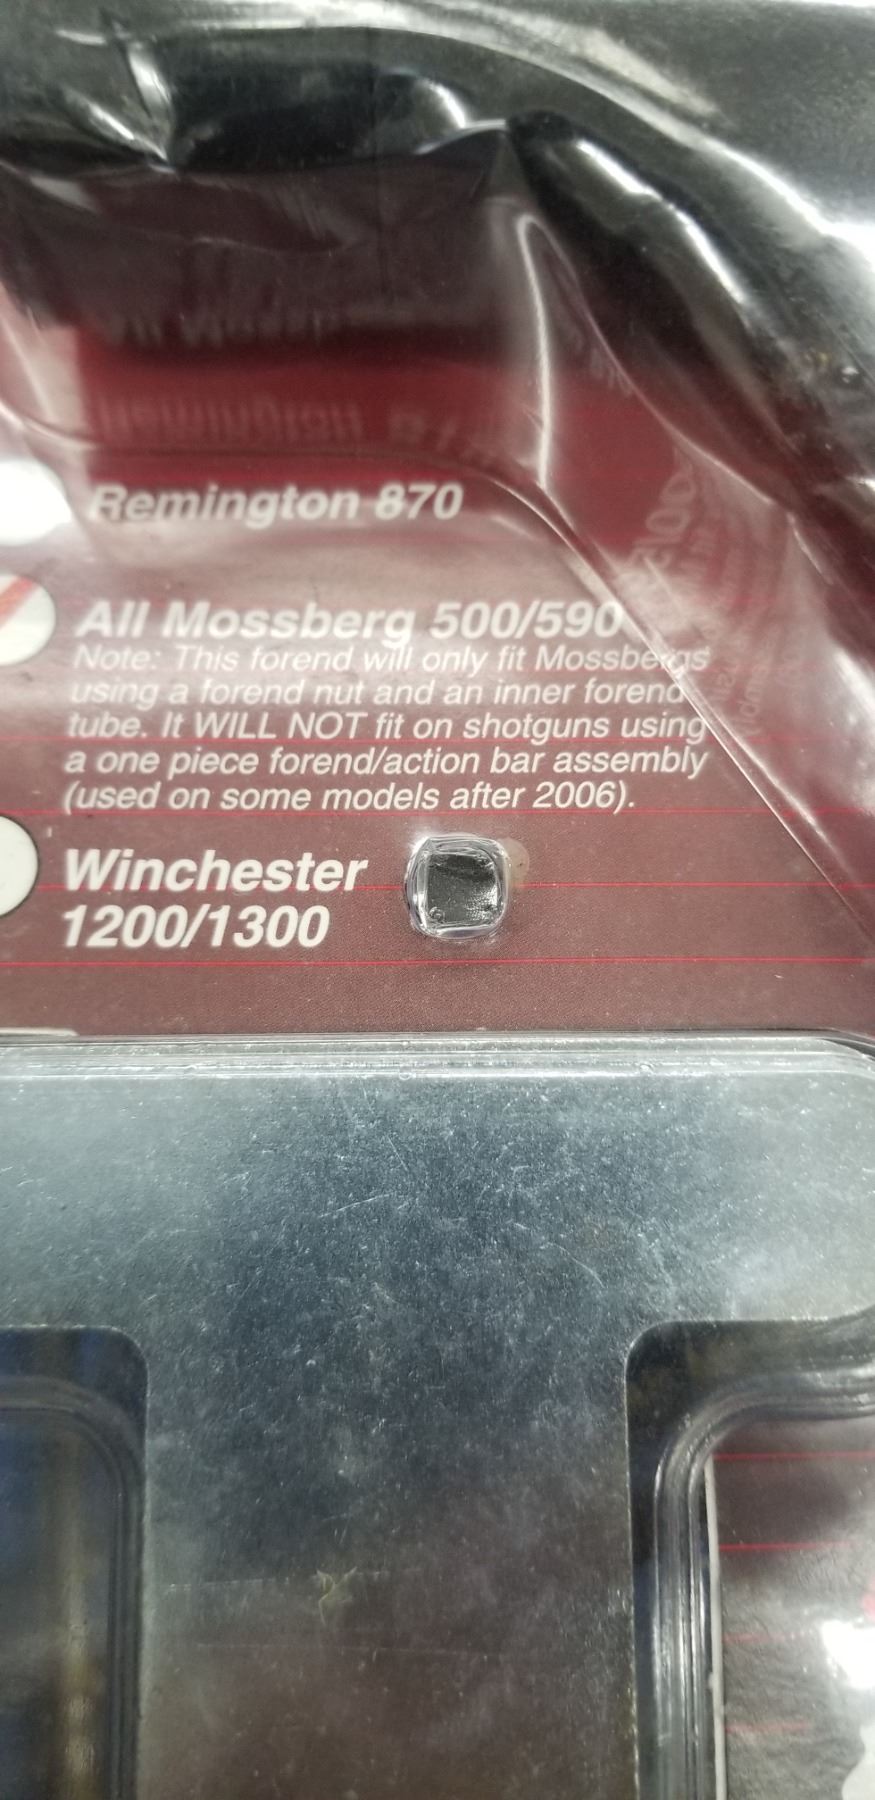 Remington 870
All Mossberg 500/590
Note: This forend will only fit Mossbergs
using a forend nut and an inner forend
tube. It WILL NOT fit on shotguns using
a one piece forend/action bar assembly
(used on some models after 2006).
Winchester
1200/1300